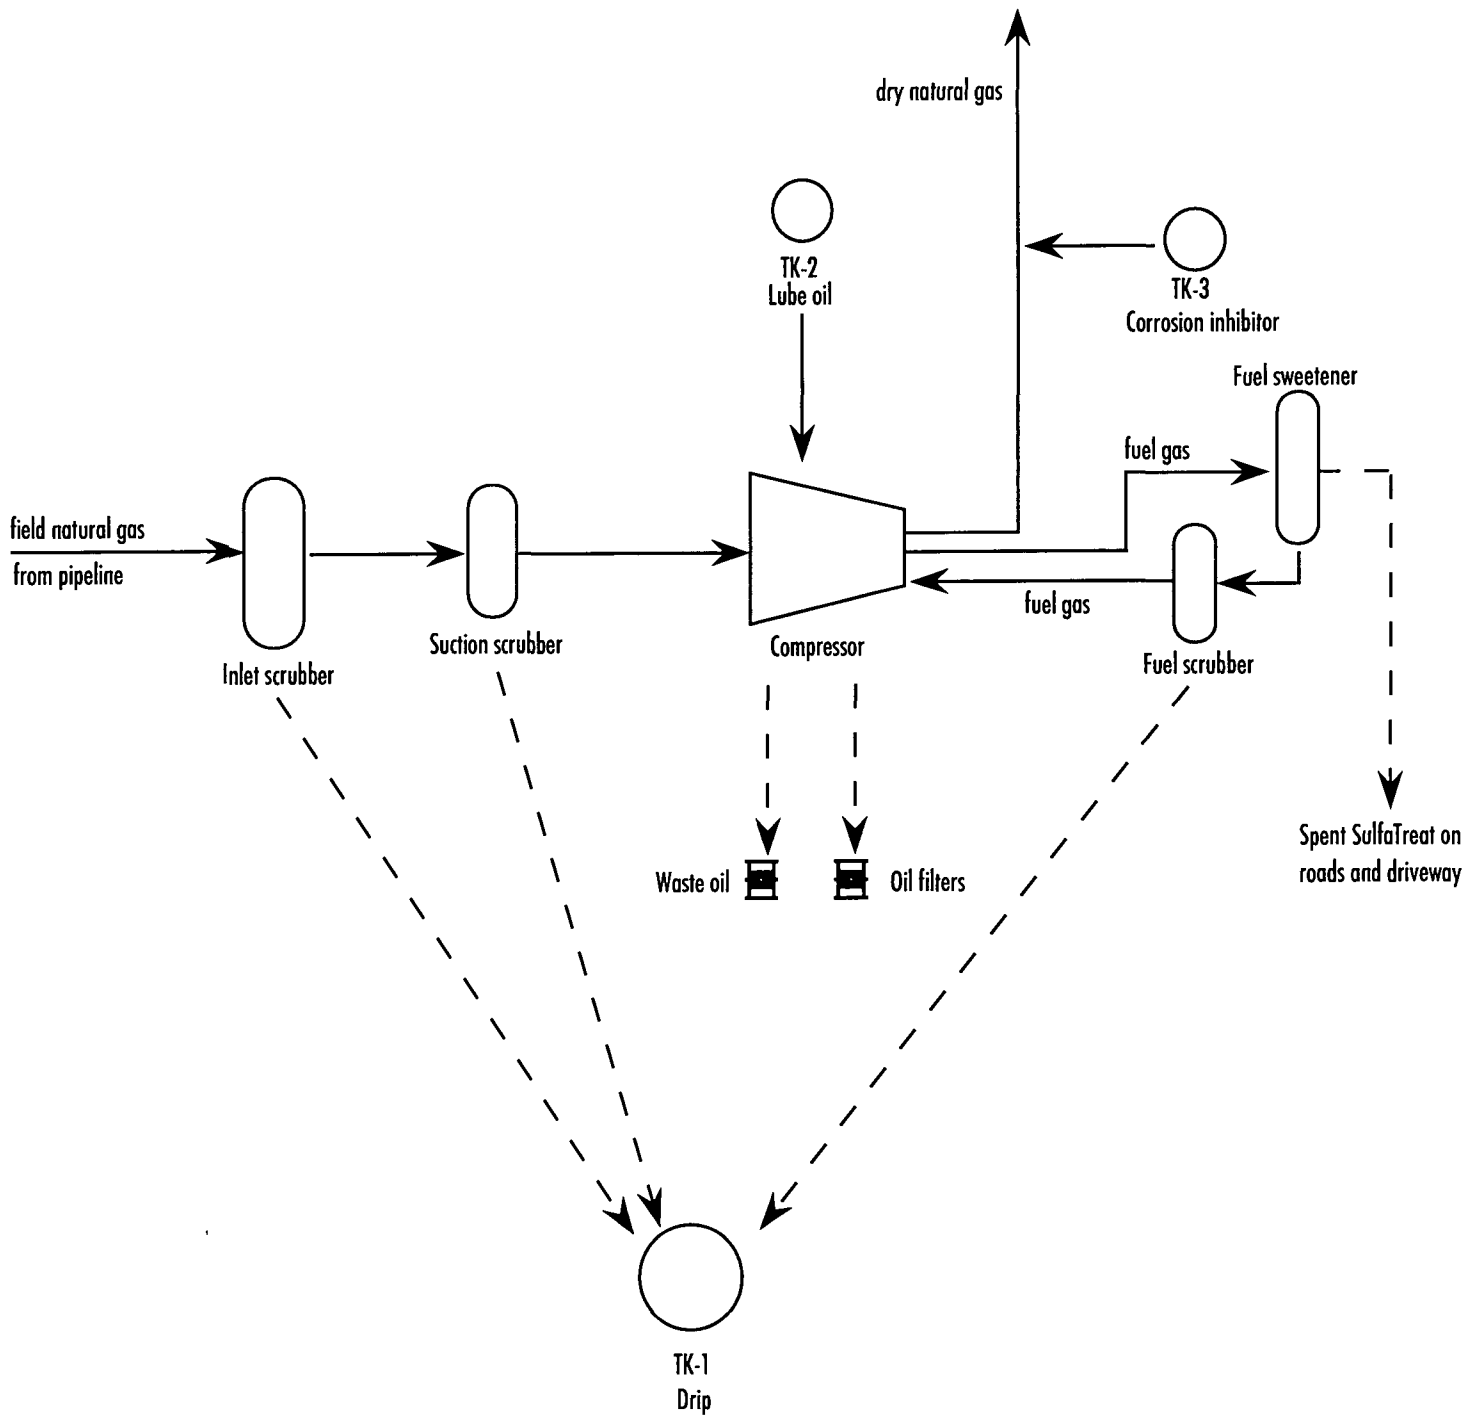 dry natural gas
TK-2
Lube oil
TK-3
Corrosion inhibitor
Fuel sweetener
fuel gas
field natural gas
from pipeline
fuel gas
Suction scrubber
Compressor
Fuel scrubber
Inlet scrubber
Spent SulfaTreat on
roads and driveway
Waste oil
Oil filters
TK-1
Drip